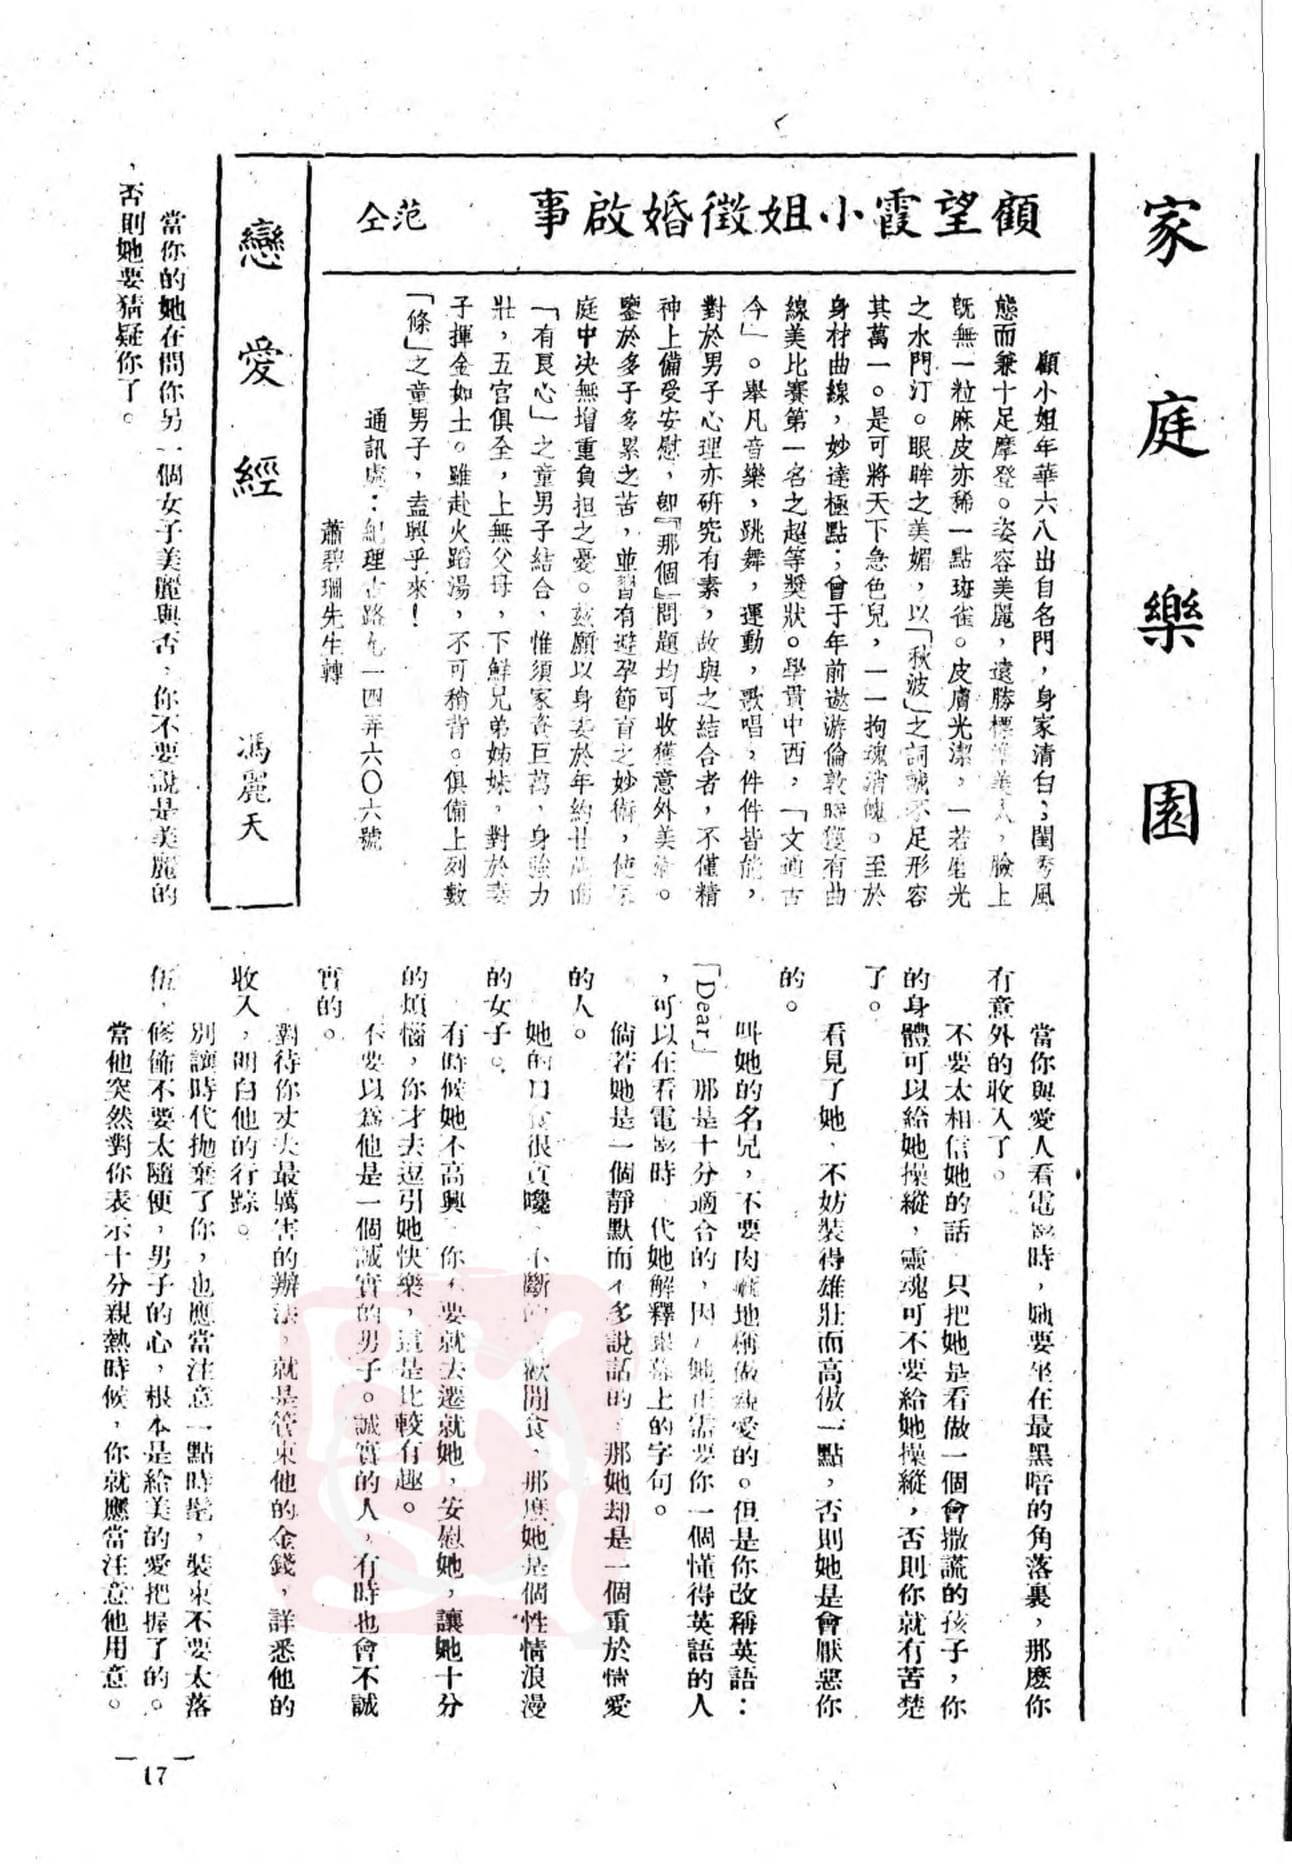 家庭樂園
顧望霞小姐徵婚啟事
范仝
顧小姐年華六八出自名門，身家清白；閨秀風
態而兼十足摩登。姿容美麗，遠勝標準美人，臉上
旣無一粒麻皮亦稀一點斑雀。皮膚光潔，一若磨光
之水門汀。眼眸之美媚，以「秋波」之詞誠不足形容
其萬一。是可將天下急色兒，一一拘魂消魄。至於
身材曲線，妙達極點；曾于年前遨游倫敦時獲有曲
線美比賽第一名之超等獎狀。學貫中西，「文通古
今」。舉凡音樂，跳舞，運動，歌唱，件件皆能，
對於男子心理亦研究有素，故與之結合者，不僅精
神上備受安慰，卽『那個』問題均可收獲意外美滿。
鑒於多子多累之苦，並習有避孕節育之妙術，使家
庭中決無增重負担之憂。茲願以身委於年約廿歲而
「有良心」之童男子結合，惟須家資巨萬，身強力
壯，五官俱全，上無父母，下鮮兄弟姊妹，對於妻
子揮金如土。雖赴火蹈湯，不可稍背。俱備上列數
「條」之童男子，盍興乎來！
通訊處：紀理古路九一四弄六〇六號
蕭碧珊先生轉
戀愛經
馮麗天
當你的她在問你另一個女子美麗與否，你不要說是美麗的
，否則她要猜疑你了。
當你與愛人看電影時，她要坐在最黑暗的角落裏，那麽你
有意外的收入了。
不要太相信她的話，只把她是看做一個會撒謊的孩子，你
的身體可以給她操縱，靈魂可不要給她操縱，否則你就有苦楚
了。
看見了她，不妨裝得雄壯而高傲一點，否則她是會厭惡你
的。
叫她的名兒，不要肉麻地稱做親愛的。但是你改稱英語：
「Dear」那是十分適合的，因為她正需要你一個懂得英語的人
，可以在看電影時，代她解釋銀幕上的字句。
倘若她是一個靜默而不多說話的，那她却是一個重於情愛
的人。
她的口食很貪饞，不斷的喜歡閒食，那麽她是個性情浪漫
的女子。
有時候她不高興，你不要就去遷就她，安慰她，讓她十分
的煩惱，你才去逗引她快樂，這是比較有趣。
不要以爲他是一個誠實的男子。誠實的人，有時也會不誠
實的。
對待你丈夫最厲害的辦法，就是管束他的金錢，詳悉他的
收入，明白他的行踪。
別讓時代拋棄了你，也應當注意一點時髦，裝束不要太落
伍，修飾不要太隨便，男子的心，根本是給美的愛把握了的。
當他突然對你表示十分親熱時候，你就應當注意他用意。
17